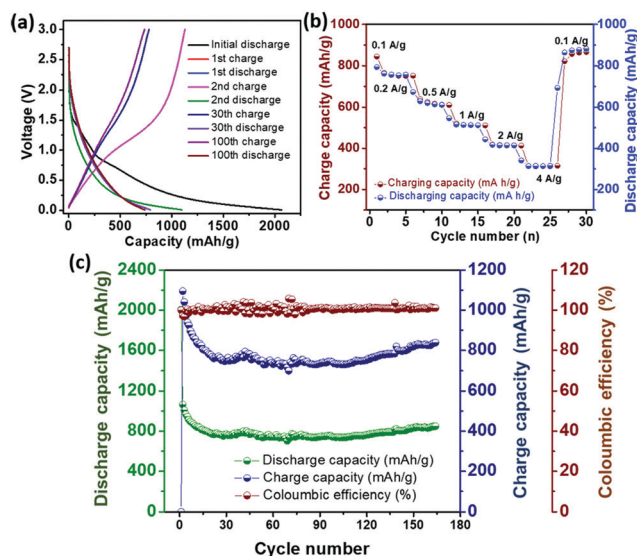 (a)
3.0
2.5
2.0
1.5
1.0
0.5
0.0
Voltage (V)
Initial discharge
1st charge
1st discharge
2nd charge
2nd discharge
30th charge
30th discharge
100th charge
100th discharge
0 500 1000 1500 2000
Capacity (mAh/g)
(b)
1000
800
600
400
200
Charge capacity (mAh/g)
0.1 A/g
0.2 A/g
0.5 A/g
1 A/g
2 A/g
4 A/g
0.1 A/g
Charging capacity (mA h/g)
Discharging capacity (mA h/g)
1000
800
600
400
200
Discharge capacity (mAh/g)
0 5 10 15 20 25 30
Cycle number (n)
(c)
2400
2000
1600
1200
800
400
0
Discharge capacity (mAh/g)
Discharge capacity (mAh/g)
Charge capacity (mAh/g)
Coloumbic efficiency (%)
1200
1000
800
600
400
200
0
Charge capacity (mAh/g)
120
100
80
60
40
20
0
Coloumbic efficiency (%)
0 30 60 90 120 150 180
Cycle number